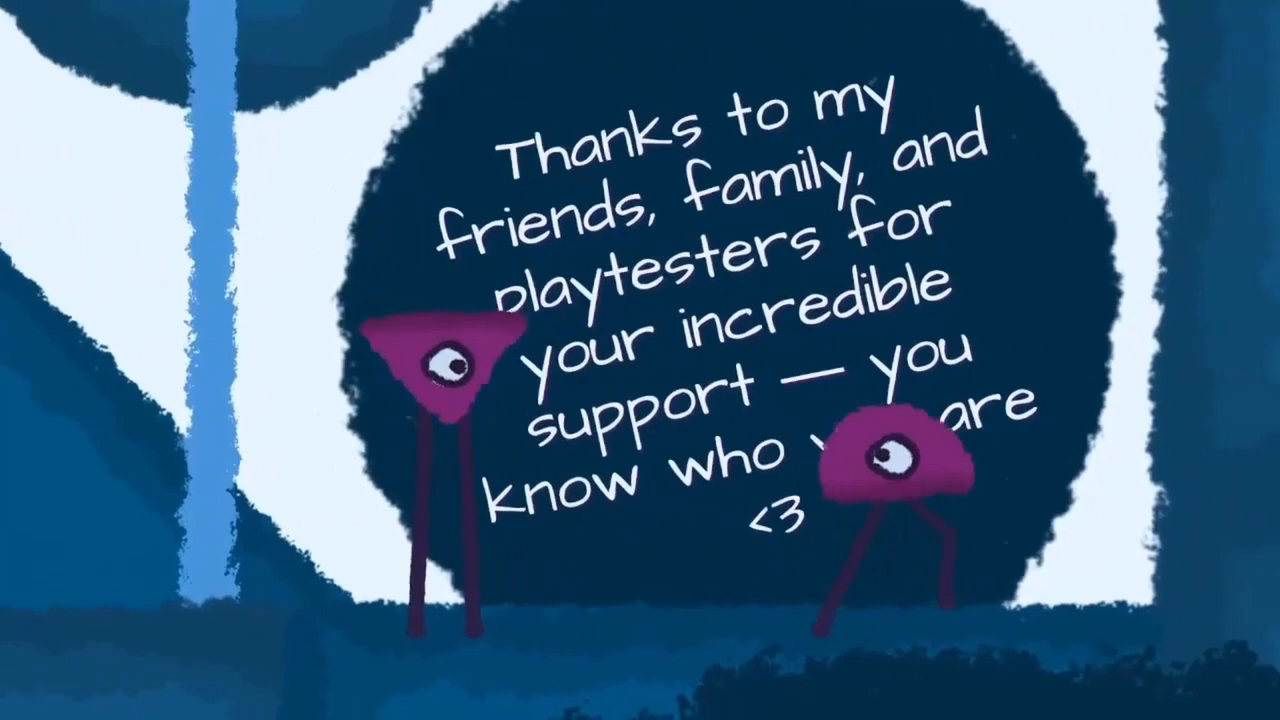 Thanks to my
friends, family, and
playtesters for
your incredible
support — you
know who are
<3